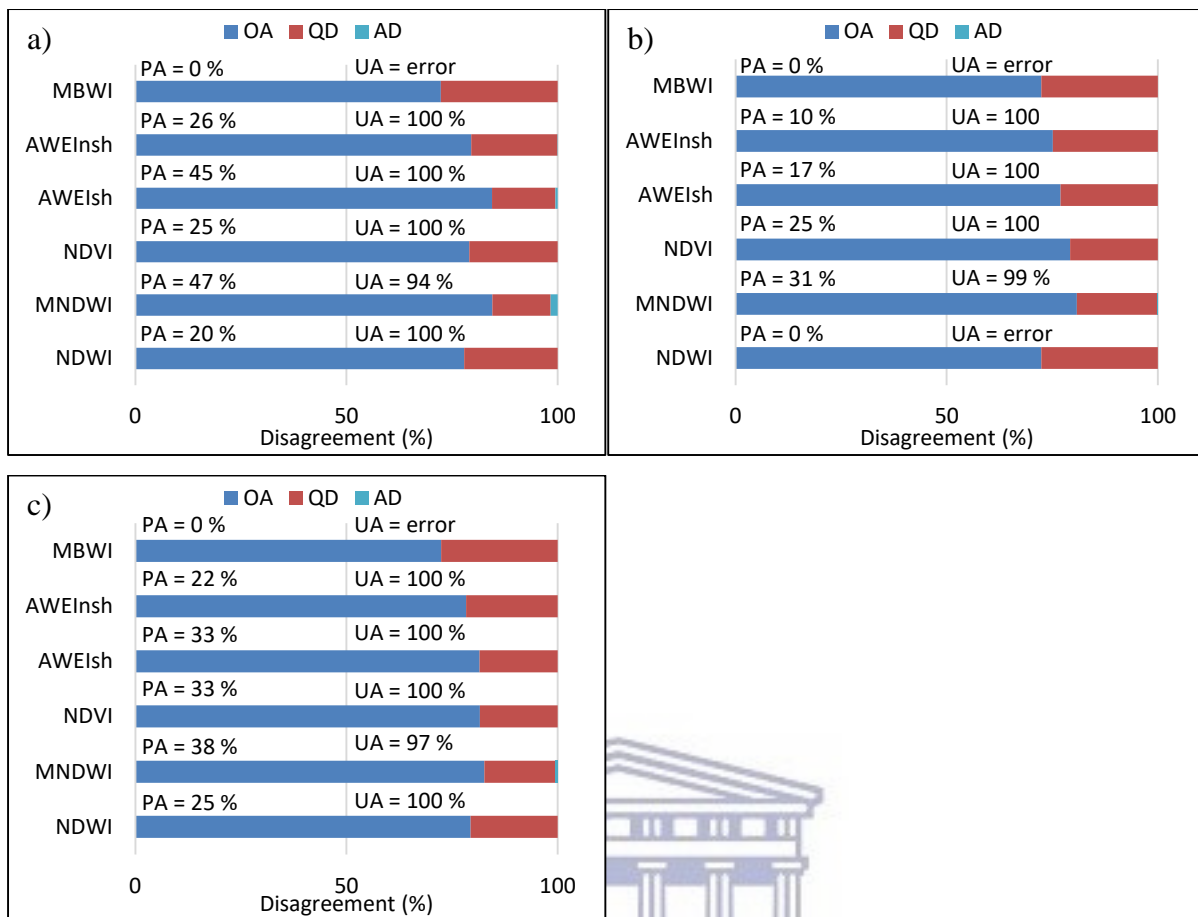 a)
OA QD AD
PA = 0 % UA = error
MBWI
PA = 26 % UA = 100 %
AWEInsh
PA = 45 % UA = 100 %
AWEIsh
PA = 25 % UA = 100 %
NDVI
PA = 47 % UA = 94 %
MNDWI
PA = 20 % UA = 100 %
NDWI
0 50 100
Disagreement (%)
b)
OA QD AD
PA = 0 % UA = error
MBWI
PA = 10 % UA = 100
AWEInsh
PA = 17 % UA = 100
AWEIsh
PA = 25 % UA = 100
NDVI
PA = 31 % UA = 99 %
MNDWI
PA = 0 % UA = error
NDWI
0 50 100
Disagreement (%)
c)
OA QD AD
PA = 0 % UA = error
MBWI
PA = 22 % UA = 100 %
AWEInsh
PA = 33 % UA = 100 %
AWEIsh
PA = 33 % UA = 100 %
NDVI
PA = 38 % UA = 97 %
MNDWI
PA = 25 % UA = 100 %
NDWI
0 50 100
Disagreement (%)